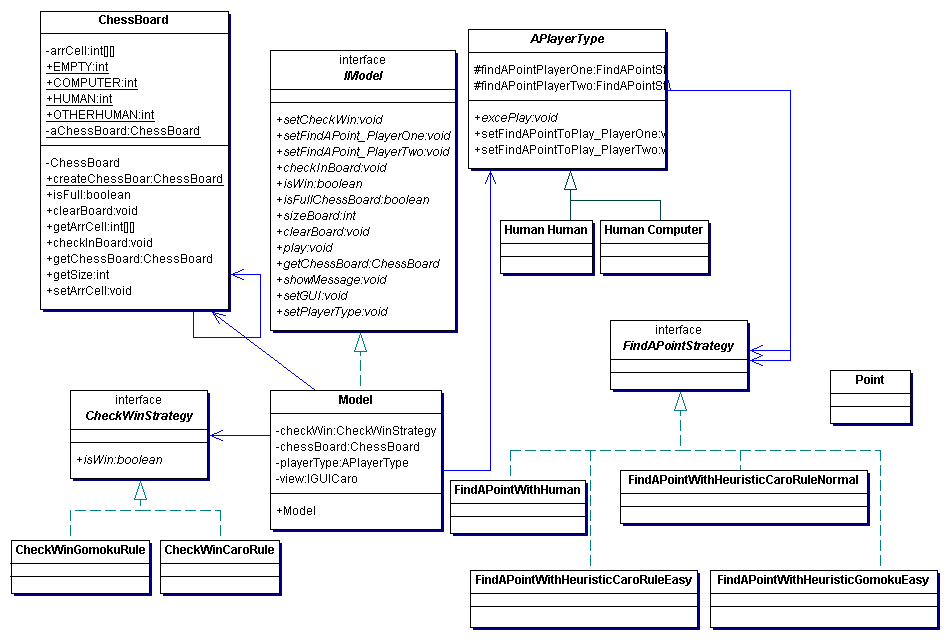 ChessBoard
-arrCell:int[][]
+EMPTY:int
+COMPUTER:int
+HUMAN:int
+OTHERHUMAN:int
-aChessBoard:ChessBoard
-ChessBoard
+createChessBoar:ChessBoard
+isFull:boolean
+clearBoard:void
+getArrCell:int[][]
+checkInBoard:void
+getChessBoard:ChessBoard
+getSize:int
+setArrCell:void
interface
IModel
+setCheckWin:void
+setFindAPoint_PlayerOne:void
+setFindAPoint_PlayerTwo:void
+checkInBoard:void
+isWin:boolean
+isFullChessBoard:boolean
+sizeBoard:int
+clearBoard:void
+play:void
+getChessBoard:ChessBoard
+showMessage:void
+setGUI:void
+setPlayerType:void
APlayerType
#findAPointPlayerOne:FindAPointSt
#findAPointPlayerTwo:FindAPointSt
+excePlay:void
+setFindAPointToPlay_PlayerOne:v
+setFindAPointToPlay_PlayerTwo:v
Human Human
Human Computer
interface
FindAPointStrategy
Point
interface
CheckWinStrategy
+isWin:boolean
Model
-checkWin:CheckWinStrategy
-chessBoard:ChessBoard
-playerType:APlayerType
-view:IGUICaro
+Model
FindAPointWithHuman
FindAPointWithHeuristicCaroRuleNormal
CheckWinGomokuRule
CheckWinCaroRule
FindAPointWithHeuristicCaroRuleEasy
FindAPointWithHeuristicGomokuEasy